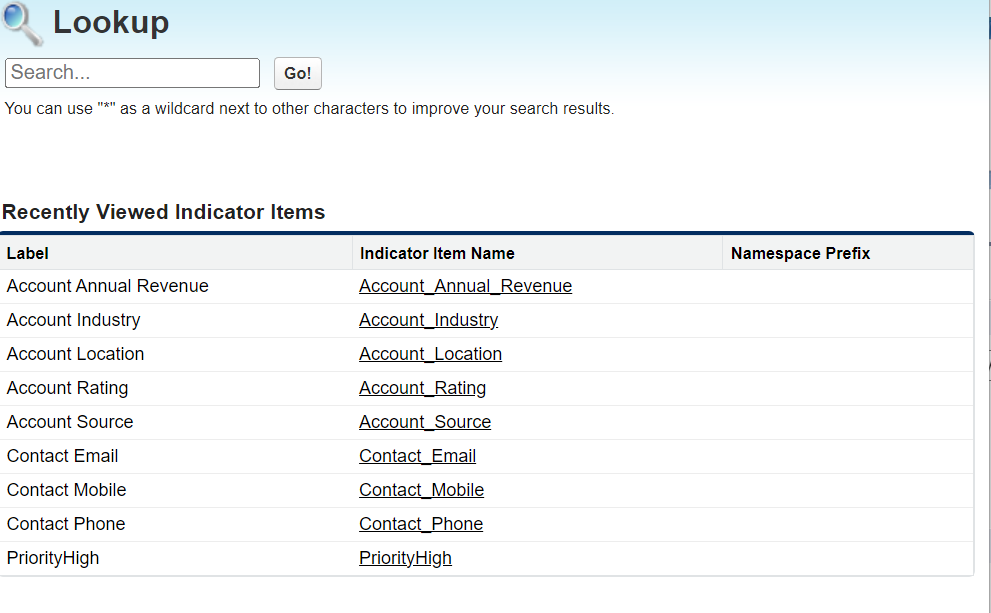 Lookup
Search...
Go!
You can use "*" as a wildcard next to other characters to improve your search results.
Recently Viewed Indicator Items
Label Indicator Item Name Namespace Prefix
Account Annual Revenue Account_Annual_Revenue
Account Industry Account_Industry
Account Location Account_Location
Account Rating Account_Rating
Account Source Account_Source
Contact Email Contact_Email
Contact Mobile Contact_Mobile
Contact Phone Contact_Phone
PriorityHigh PriorityHigh